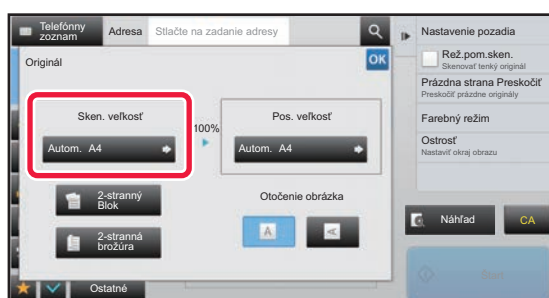 Telefónny
zoznam
Adresa
Stlačte na zadanie adresy
Originál
OK
Sken. veľkosť
Autom. A4
100%
Pos. veľkosť
Autom. A4
2-stranný
Blok
2-stranná
brožúra
Otočenie obrázka
A
A
Ostatné
Nastavenie pozadia
Rež.pom.sken.
Skenovať tenký originál
Prázdna strana Preskočiť
Preskočiť prázdne originály
Farebný režim
Ostrosť
Nastaviť okraj obrazu
Náhľad
CA
Štart